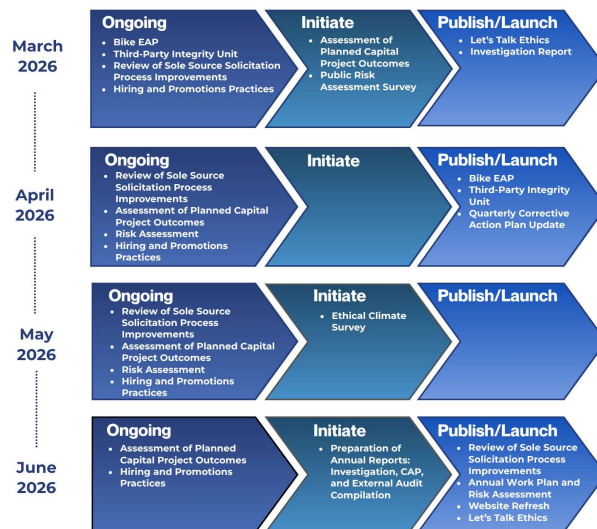 March
2026
Ongoing
• Bike EAP
• Third-Party Integrity Unit
• Review of Sole Source Solicitation
Process Improvements
• Hiring and Promotions Practices
Initiate
• Assessment of
Planned Capital
Project Outcomes
• Public Risk
Assessment Survey
Publish/Launch
• Let's Talk Ethics
• Investigation Report
April
2026
Ongoing
• Review of Sole Source
Solicitation Process
Improvements
• Assessment of Planned Capital
Project Outcomes
• Risk Assessment
• Hiring and Promotions
Practices
Initiate
Publish/Launch
• Bike EAP
• Third-Party Integrity
Unit
• Quarterly Corrective
Action Plan Update
May
2026
Ongoing
• Review of Sole Source
Solicitation Process
Improvements
• Assessment of Planned Capital
Project Outcomes
• Risk Assessment
• Hiring and Promotions
Practices
Initiate
• Ethical Climate
Survey
Publish/Launch
June
2026
Ongoing
• Assessment of Planned
Capital Project Outcomes
• Hiring and Promotions
Practices
Initiate
• Preparation of
Annual Reports:
Investigation, CAP,
and External Audit
Compilation
Publish/Launch
• Review of Sole Source
Solicitation Process
Improvements
• Annual Work Plan and
Risk Assessment
• Website Refresh
• Let's Talk Ethics